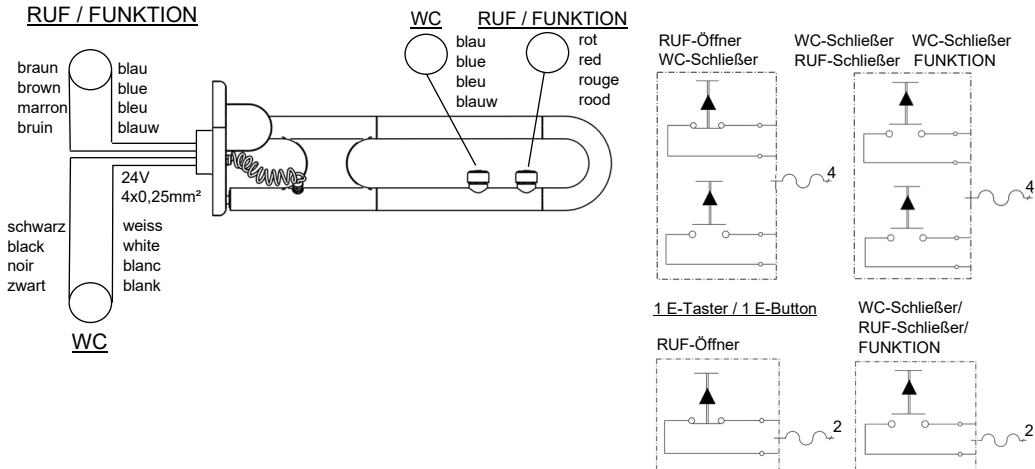 RUF / FUNKTION
braun
brown
marron
bruin
blau
blue
bleu
blauw
24V
4x0,25mm²
schwarz
black
noir
zwart
weiss
white
blanc
blank
WC
WC
blau
blue
bleu
blauw
RUF / FUNKTION
rot
red
rouge
rood
RUF-Öffner
WC-Schließer
4
WC-Schließer
RUF-Schließer
WC-Schließer
FUNKTION
4
1 E-Taster / 1 E-Button
RUF-Öffner
2
WC-Schließer/
RUF-Schließer/
FUNKTION
2